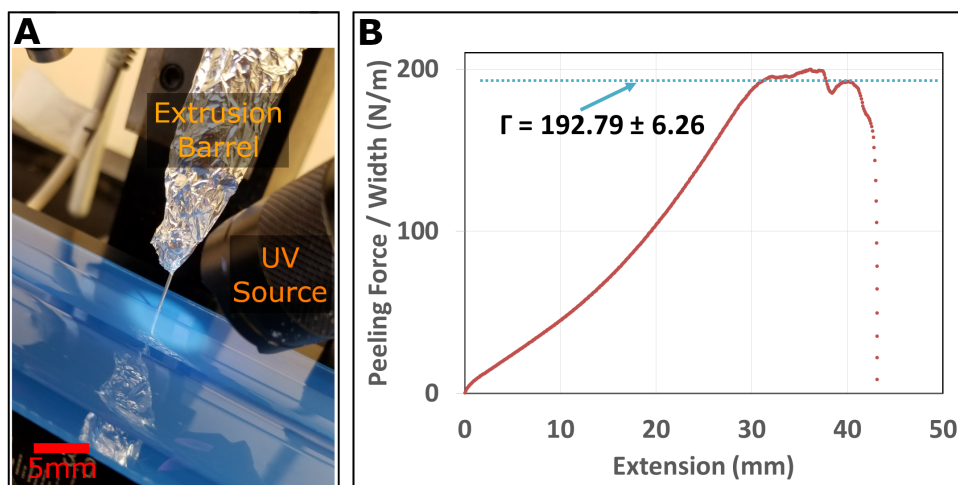 A
Extrusion
Barrel
UV
Source
5mm
B
Peeling Force / Width (N/m)
200
100
0
Γ = 192.79 ± 6.26
0 10 20 30 40 50
Extension (mm)